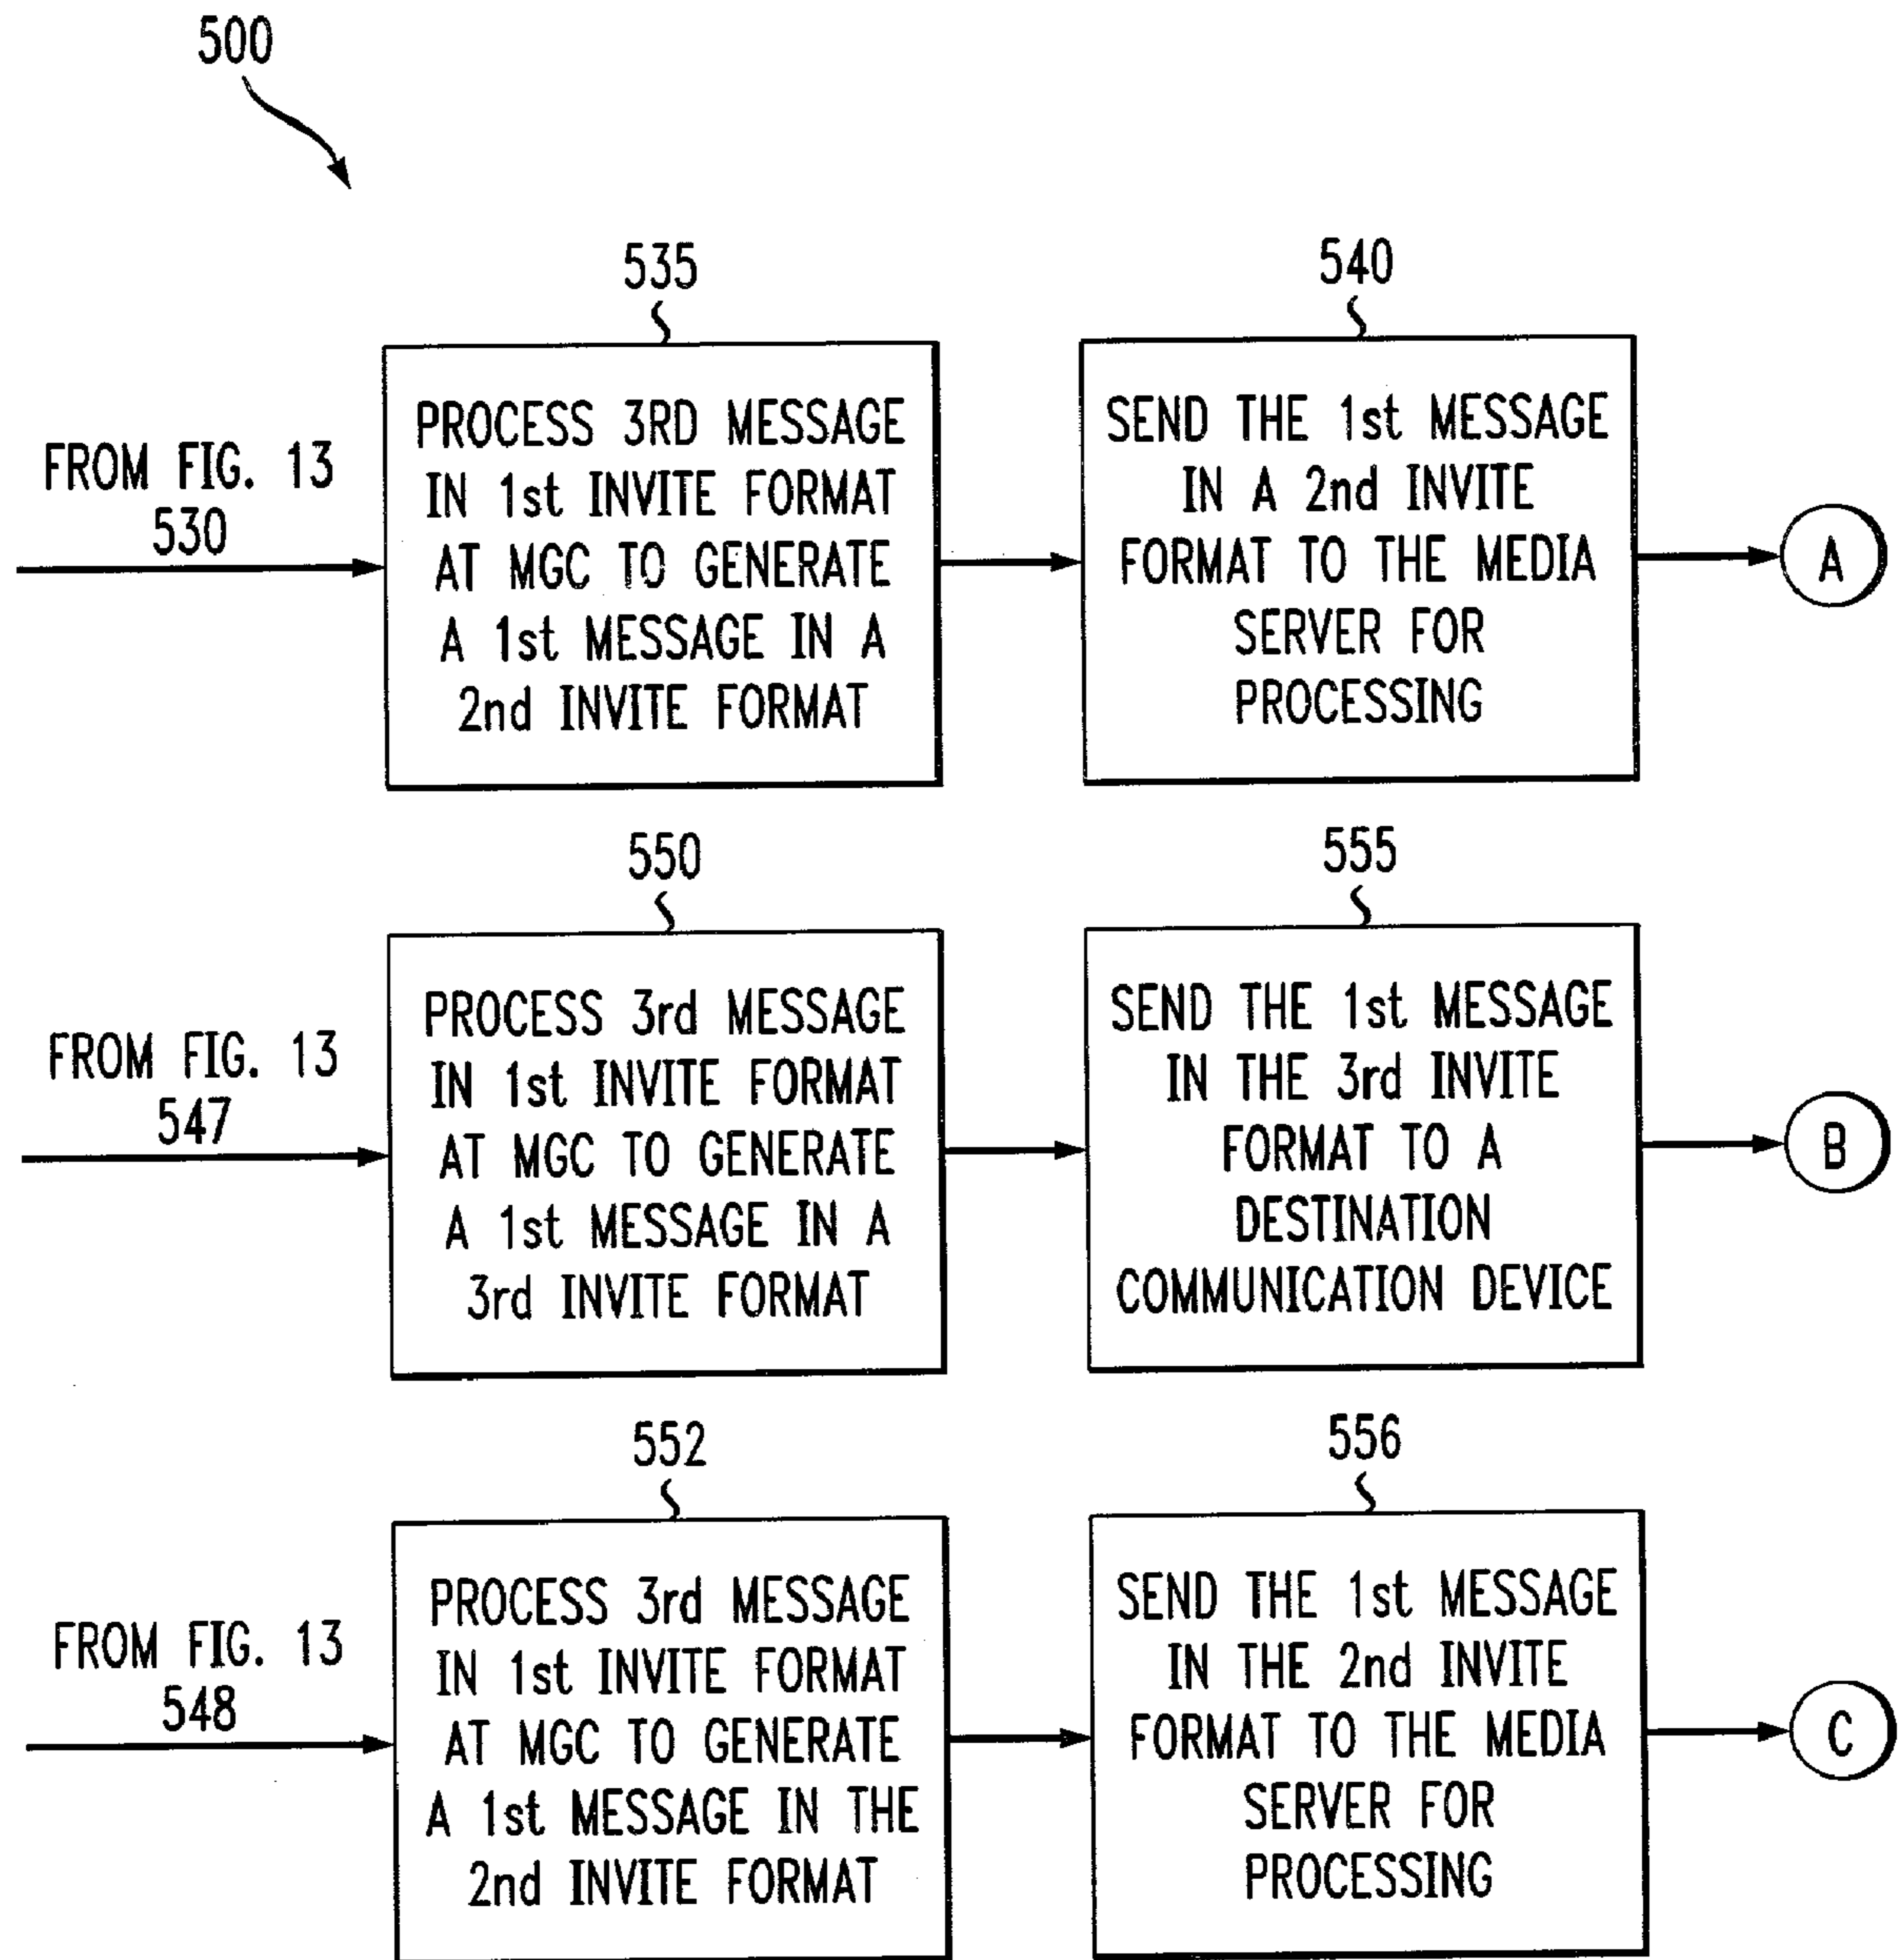 500
535
540
FROM FIG. 13
530
PROCESS 3RD MESSAGE
IN 1st INVITE FORMAT
AT MGC TO GENERATE
A 1st MESSAGE IN A
2nd INVITE FORMAT
SEND THE 1st MESSAGE
IN A 2nd INVITE
FORMAT TO THE MEDIA
SERVER FOR
PROCESSING
A
550
555
FROM FIG. 13
547
PROCESS 3rd MESSAGE
IN 1st INVITE FORMAT
AT MGC TO GENERATE
A 1st MESSAGE IN A
3rd INVITE FORMAT
SEND THE 1st MESSAGE
IN THE 3rd INVITE
FORMAT TO A
DESTINATION
COMMUNICATION DEVICE
B
552
556
FROM FIG. 13
548
PROCESS 3rd MESSAGE
IN 1st INVITE FORMAT
AT MGC TO GENERATE
A 1st MESSAGE IN THE
2nd INVITE FORMAT
SEND THE 1st MESSAGE
IN THE 2nd INVITE
FORMAT TO THE MEDIA
SERVER FOR
PROCESSING
C